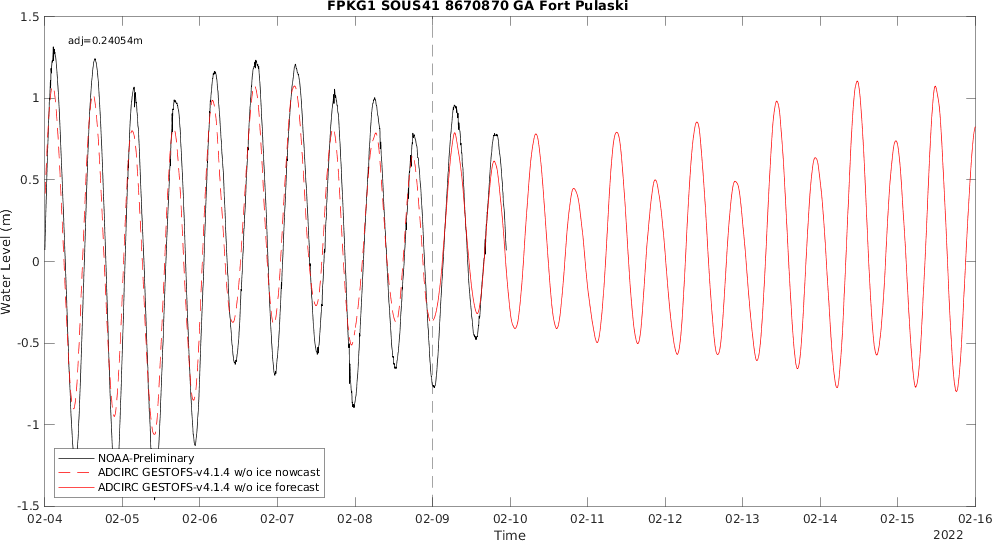 FPKG1 SOUS41 8670870 GA Fort Pulaski
1.5
adj=0.24054m
1
0.5
0
-0.5
-1
-1.5
Water Level (m)
NOAA-Preliminary
ADCIRC GESTOFS-v4.1.4 w/o ice nowcast
ADCIRC GESTOFS-v4.1.4 w/o ice forecast
02-04 02-05 02-06 02-07 02-08 02-09 02-10 02-11 02-12 02-13 02-14 02-15 02-16
Time
2022